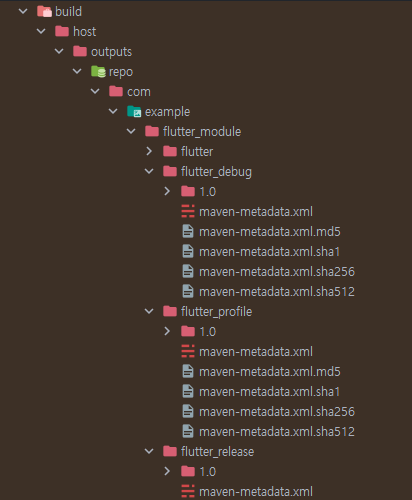 build
host
outputs
repo
com
example
flutter_module
flutter
flutter_debug
1.0
maven-metadata.xml
maven-metadata.xml.md5
maven-metadata.xml.sha1
maven-metadata.xml.sha256
maven-metadata.xml.sha512
flutter_profile
1.0
maven-metadata.xml
maven-metadata.xml.md5
maven-metadata.xml.sha1
maven-metadata.xml.sha256
maven-metadata.xml.sha512
flutter_release
1.0
maven-metadata.xml